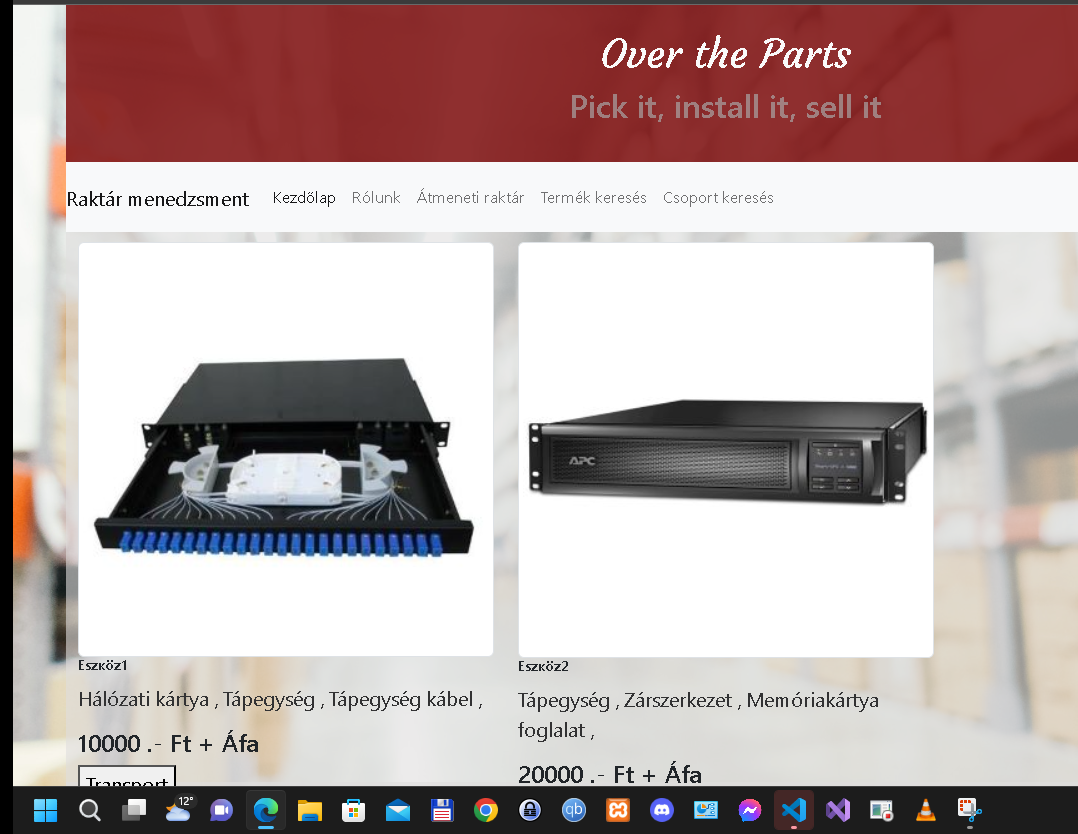 Over the Parts
Pick it, install it, sell it
Raktár menedzsment Kezdőlap Rólunk Átmeneti raktár Termék keresés Csoport keresés
APC
Eszköz1
Hálózati kártya , Tápegység , Tápegység kábel ,
10000 .- Ft + Áfa
Transport
Eszköz2
Tápegység , Zárszerkezet , Memóriakártya
foglalat ,
20000 .- Ft + Áfa
12°
qb